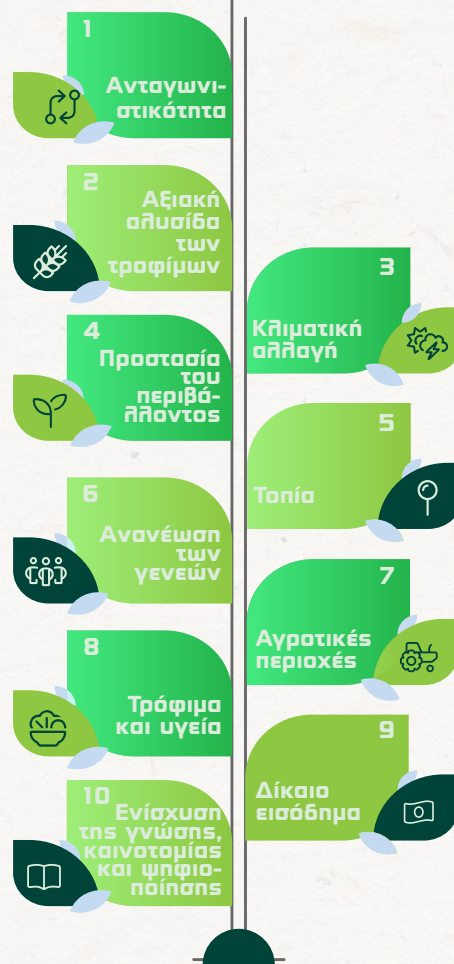 1
Ανταγωνι-
στικότητα
2
Αξιακή
αλυσίδα
των
τροφίμων
3
Κλιματική
αλλαγή
4
Προστασία
του
περιβά-
λλοντος
5
Τοπία
6
Ανανέωση
των
γενεών
7
Αγροτικές
περιοχές
8
Τρόφιμα
και υγεία
9
Δίκαιο
εισόδημα
10
Ενίσχυση
της γνώσης,
καινοτομίας
και ψηφιο-
ποίησης